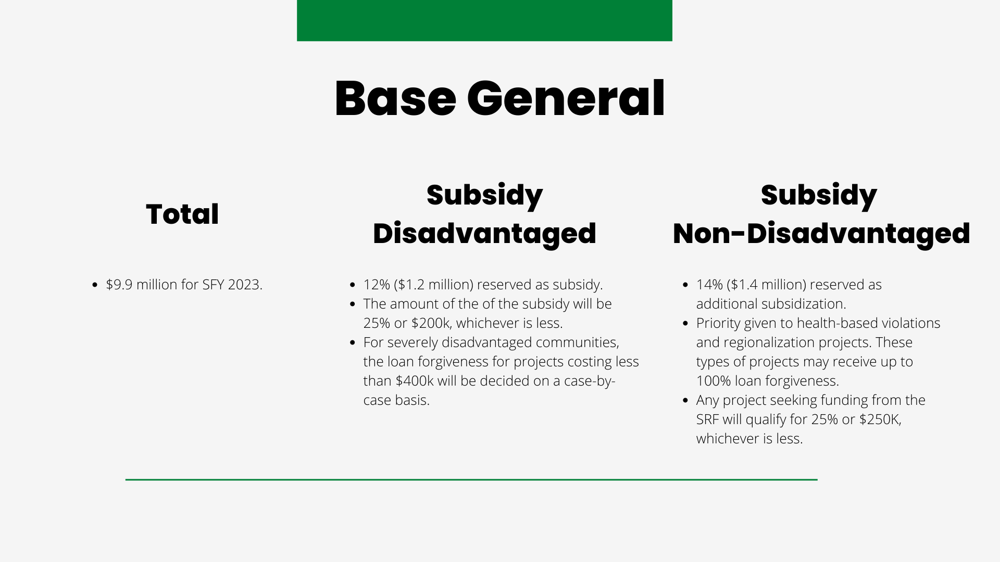 Base General
Total
• $9.9 million for SFY 2023.
Subsidy
Disadvantaged
• 12% ($1.2 million) reserved as subsidy.
• The amount of the of the subsidy will be
25% or $200k, whichever is less.
• For severely disadvantaged communities,
the loan forgiveness for projects costing less
than $400k will be decided on a case-by-
case basis.
Subsidy
Non-Disadvantaged
• 14% ($1.4 million) reserved as
additional subsidization.
• Priority given to health-based violations
and regionalization projects. These
types of projects may receive up to
100% loan forgiveness.
• Any project seeking funding from the
SRF will qualify for 25% or $250K,
whichever is less.